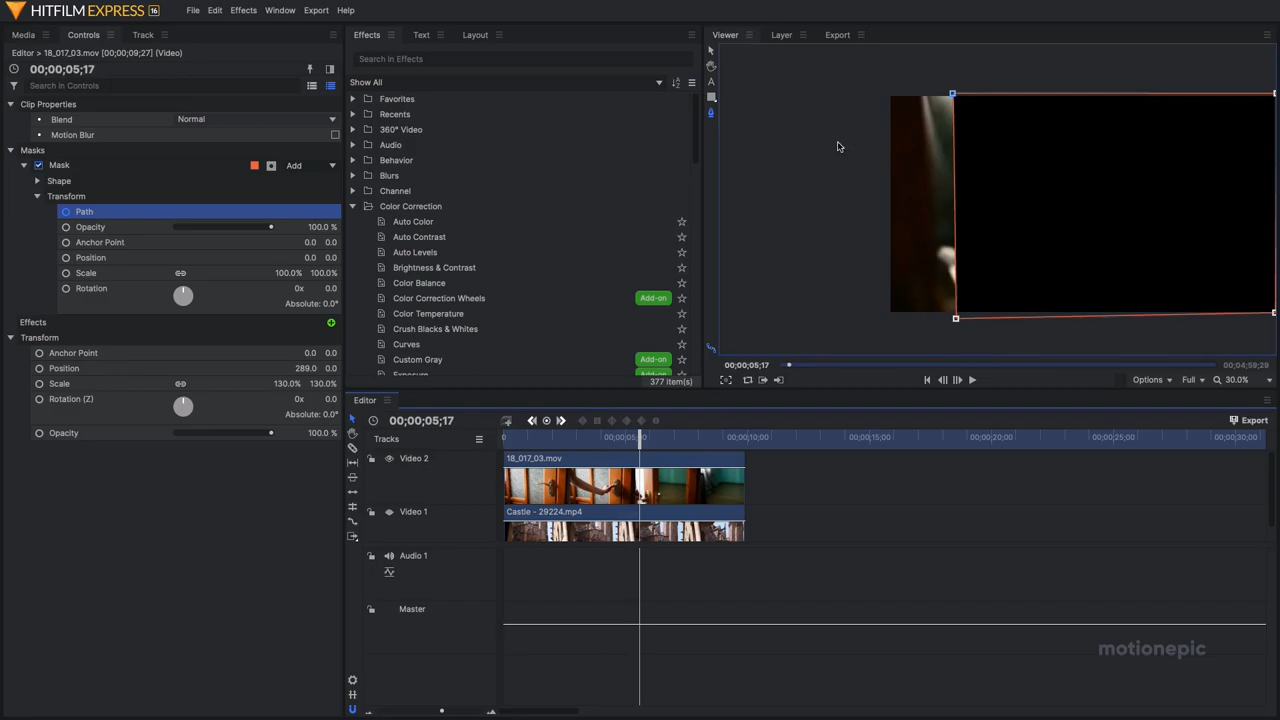 HITFILM EXPRESS 16
File Edit Effects Window Export Help
Media Controls Track
Editor > 18_017_03.mov [00;00;09;27] (Video)
00;00;05;17
Search in Controls
Clip Properties
Blend Normal
Motion Blur
Masks
Mask Add
Shape
Transform
Path
Opacity 100.0 %
Anchor Point 0.0 0.0
Position 0.0 0.0
Scale 100.0% 100.0%
Rotation 0x 0.0
Absolute: 0.0°
Effects
Transform
Anchor Point 0.0 0.0
Position 289.0 0.0
Scale 130.0% 130.0%
Rotation (Z) 0x 0.0
Absolute: 0.0°
Opacity 100.0 %
Effects Text Layout
Search in Effects
Show All
Favorites
Recents
360° Video
Audio
Behavior
Blurs
Channel
Color Correction
Auto Color
Auto Contrast
Auto Levels
Brightness & Contrast
Color Balance
Color Correction Wheels Add-on
Color Temperature
Crush Blacks & Whites
Curves
Custom Gray Add-on
Exposure Add-on
377 item(s)
Viewer Layer Export
00;00;05;17 00;04;59;29
Options Full 30.0%
Editor
00;00;05;17 Export
Tracks 0 00;00;05;00 00;00;10;00 00;00;15;00 00;00;20;00 00;00;25;00 00;00;30;00
Video 2 18_017_03.mov
Video 1 Castle - 29224.mp4
Audio 1
Master
motionepic